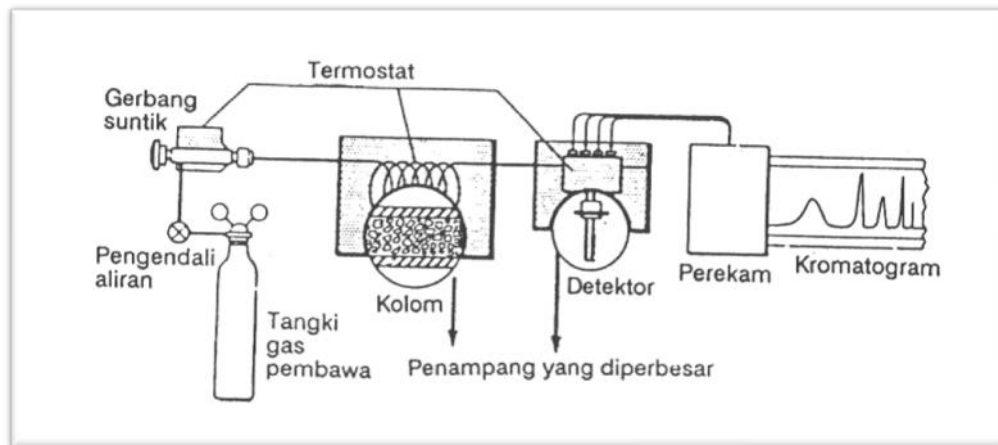 Termostat
Gerbang
suntik
Pengendali
aliran
Tangki
gas
pembawa
Kolom
Detektor
Perekam
Kromatogram
Penampang yang diperbesar